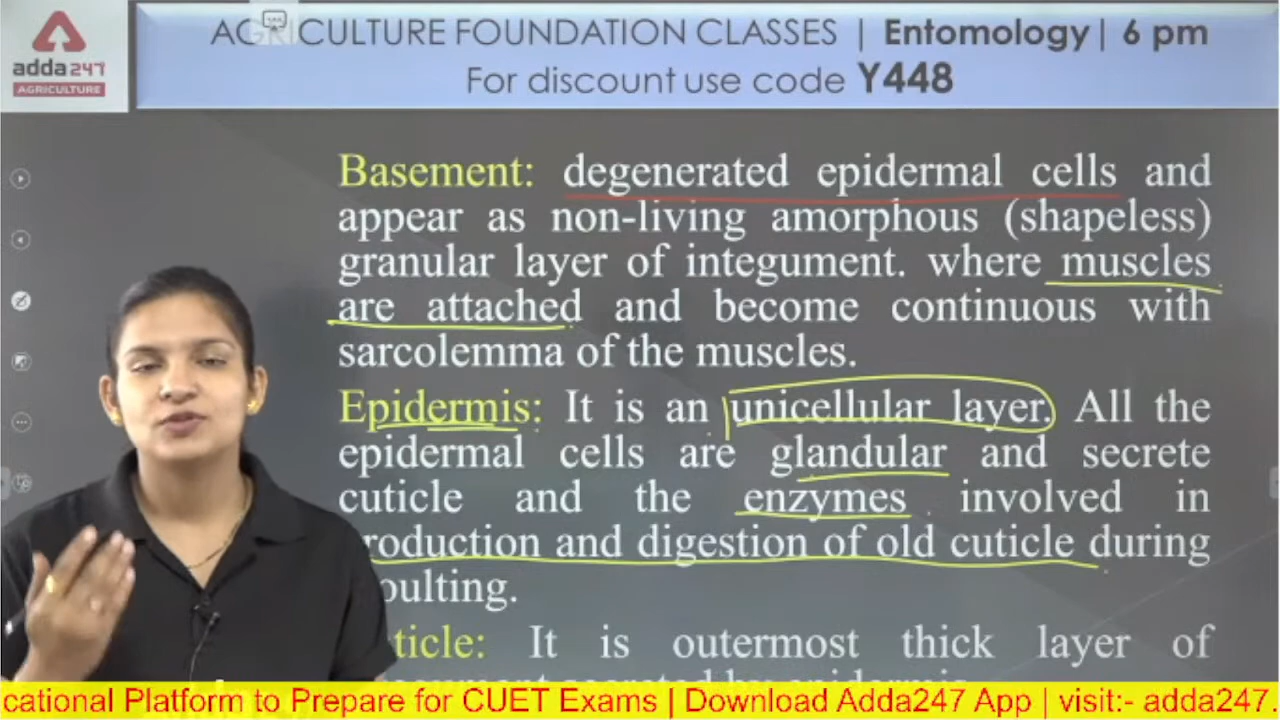 AGRICULTURE FOUNDATION CLASSES | Entomology| 6 pm
For discount use code Y448
adda247
AGRICULTURE
Basement: degenerated epidermal cells and
appear as non-living amorphous (shapeless)
granular layer of integument. where muscles
are attached and become continuous with
sarcolemma of the muscles.
Epidermis: It is an unicellular layer. All the
epidermal cells are glandular and secrete
cuticle and the enzymes involved in
roduction and digestion of old cuticle during
oulting.
ticle: It is outermost thick layer of
secreted by epidermis
cational Platform to Prepare for CUET Exams | Download Adda247 App | visit:- adda247.